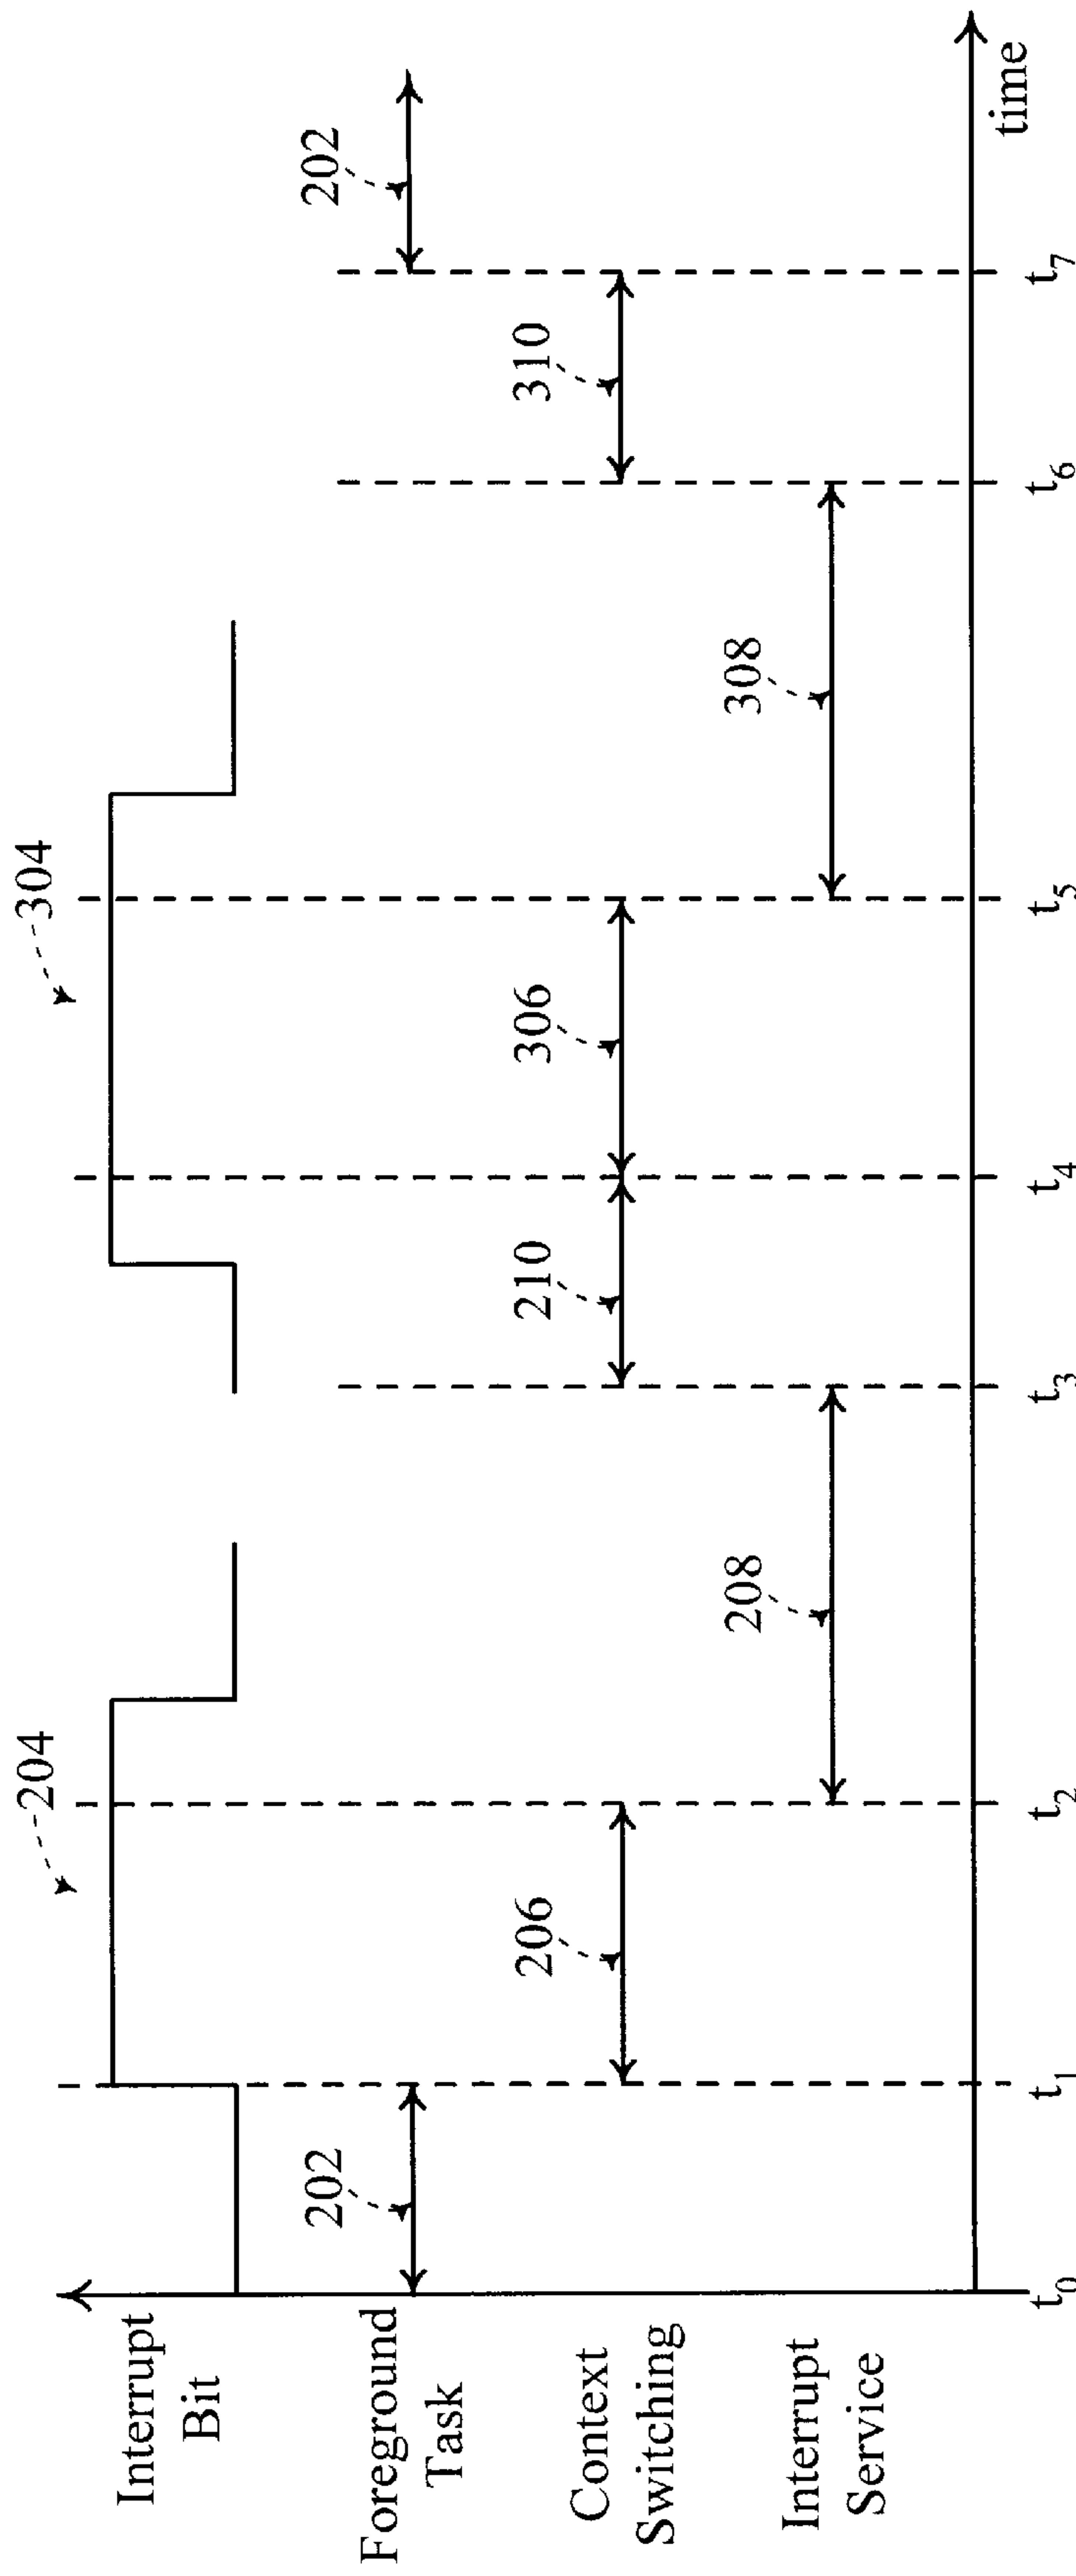 204
304
Interrupt
Bit
202
202
Foreground
Task
206
210
306
310
Context
Switching
208
308
Interrupt
Service
t0
t1
t2
t3
t4
t5
t6
t7
time